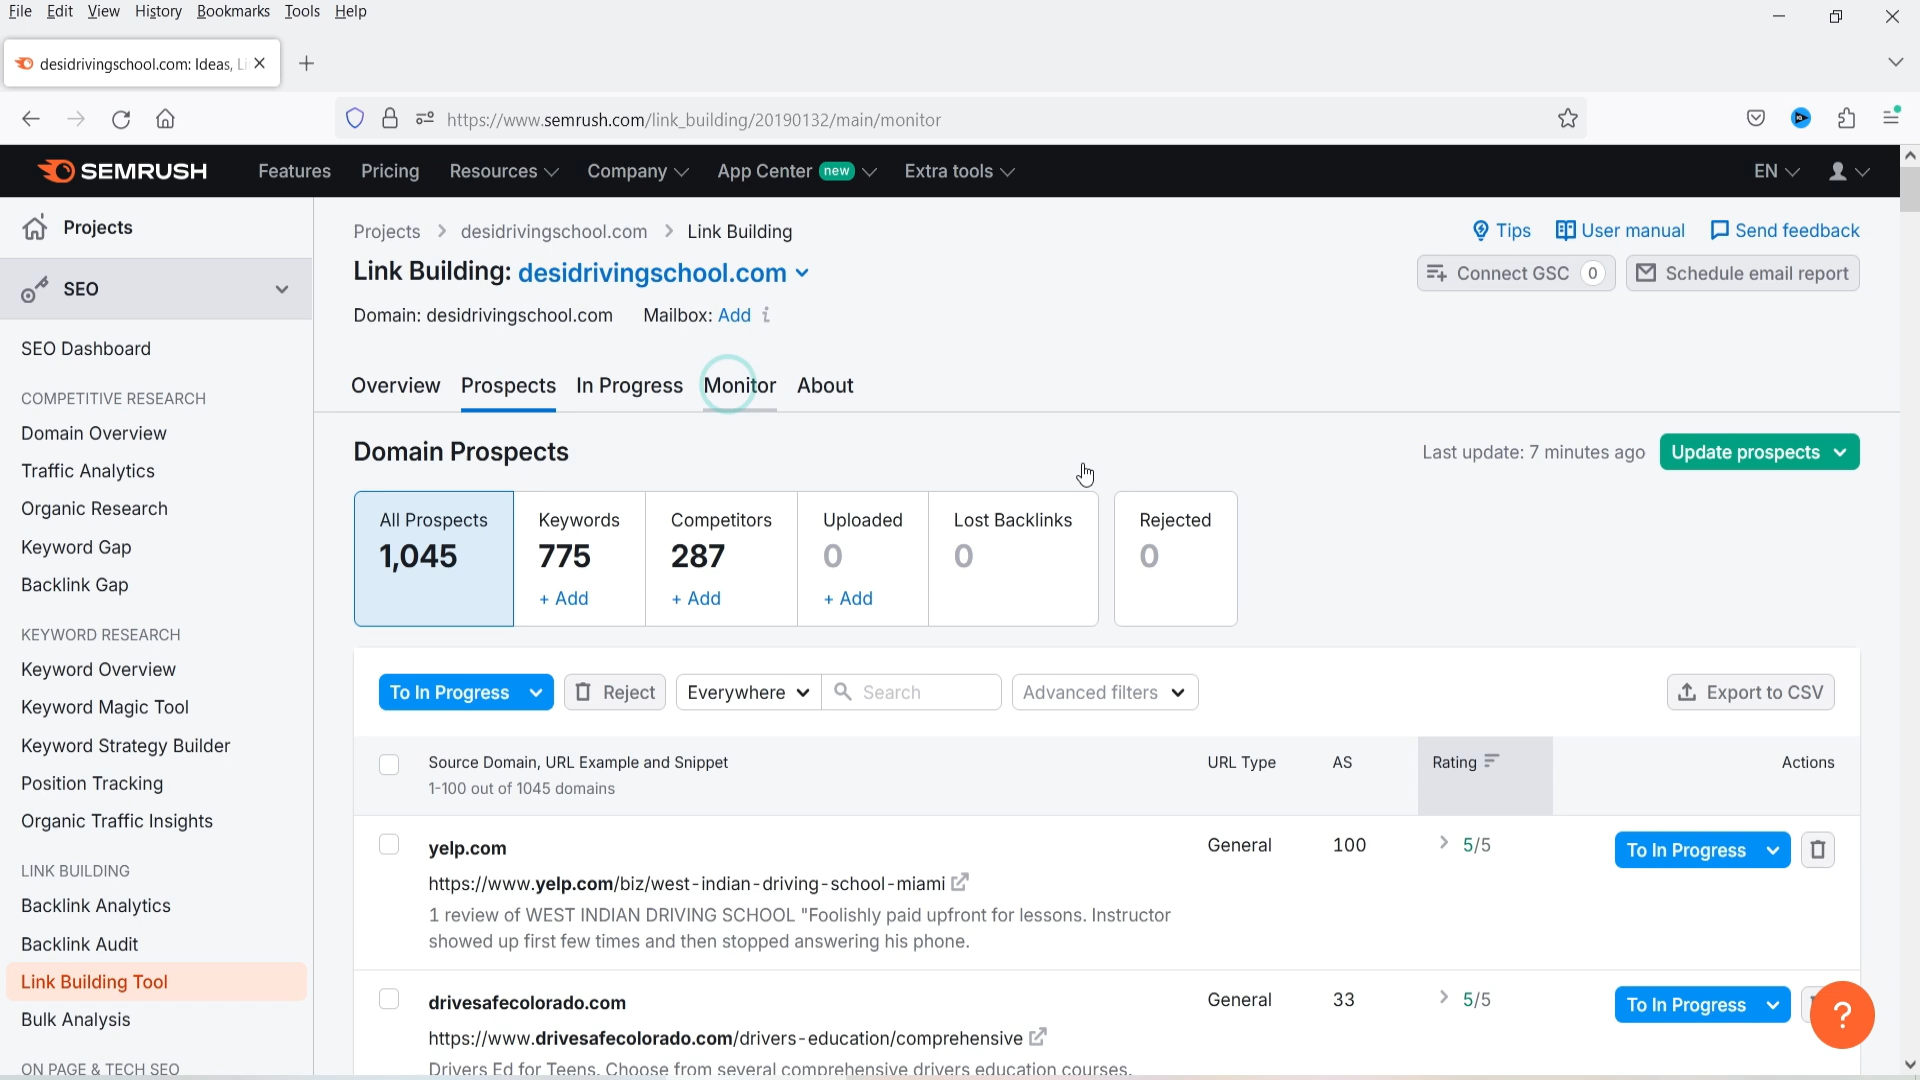 File Edit View History Bookmarks Tools Help
desidrivingschool.com: Ideas,
https://www.semrush.com/link_building/20190132/main/monitor
SEMRUSH Features Pricing Resources Company App Center new Extra tools EN
Projects
SEO
SEO Dashboard
COMPETITIVE RESEARCH
Domain Overview
Traffic Analytics
Organic Research
Keyword Gap
Backlink Gap
KEYWORD RESEARCH
Keyword Overview
Keyword Magic Tool
Keyword Strategy Builder
Position Tracking
Organic Traffic Insights
LINK BUILDING
Backlink Analytics
Backlink Audit
Link Building Tool
Bulk Analysis
ON PAGE & TECH SEO
Projects > desidrivingschool.com > Link Building
Tips User manual Send feedback
Link Building: desidrivingschool.com
Connect GSC 0 Schedule email report
Domain: desidrivingschool.com Mailbox: Add i
Overview Prospects In Progress Monitor About
Domain Prospects
Last update: 7 minutes ago Update prospects
All Prospects Keywords Competitors Uploaded Lost Backlinks Rejected
1,045 775 287 0 0 0
+ Add + Add + Add
To In Progress Reject Everywhere Search Advanced filters Export to CSV
Source Domain, URL Example and Snippet URL Type AS Rating Actions
1-100 out of 1045 domains
yelp.com General 100 > 5/5 To In Progress
https://www.yelp.com/biz/west-indian-driving-school-miami
1 review of WEST INDIAN DRIVING SCHOOL "Foolishly paid upfront for lessons. Instructor
showed up first few times and then stopped answering his phone.
drivesafecolorado.com General 33 > 5/5 To In Progress
?
https://www.drivesafecolorado.com/drivers-education/comprehensive
Drivers Ed for Teens. Choose from several comprehensive drivers education courses.